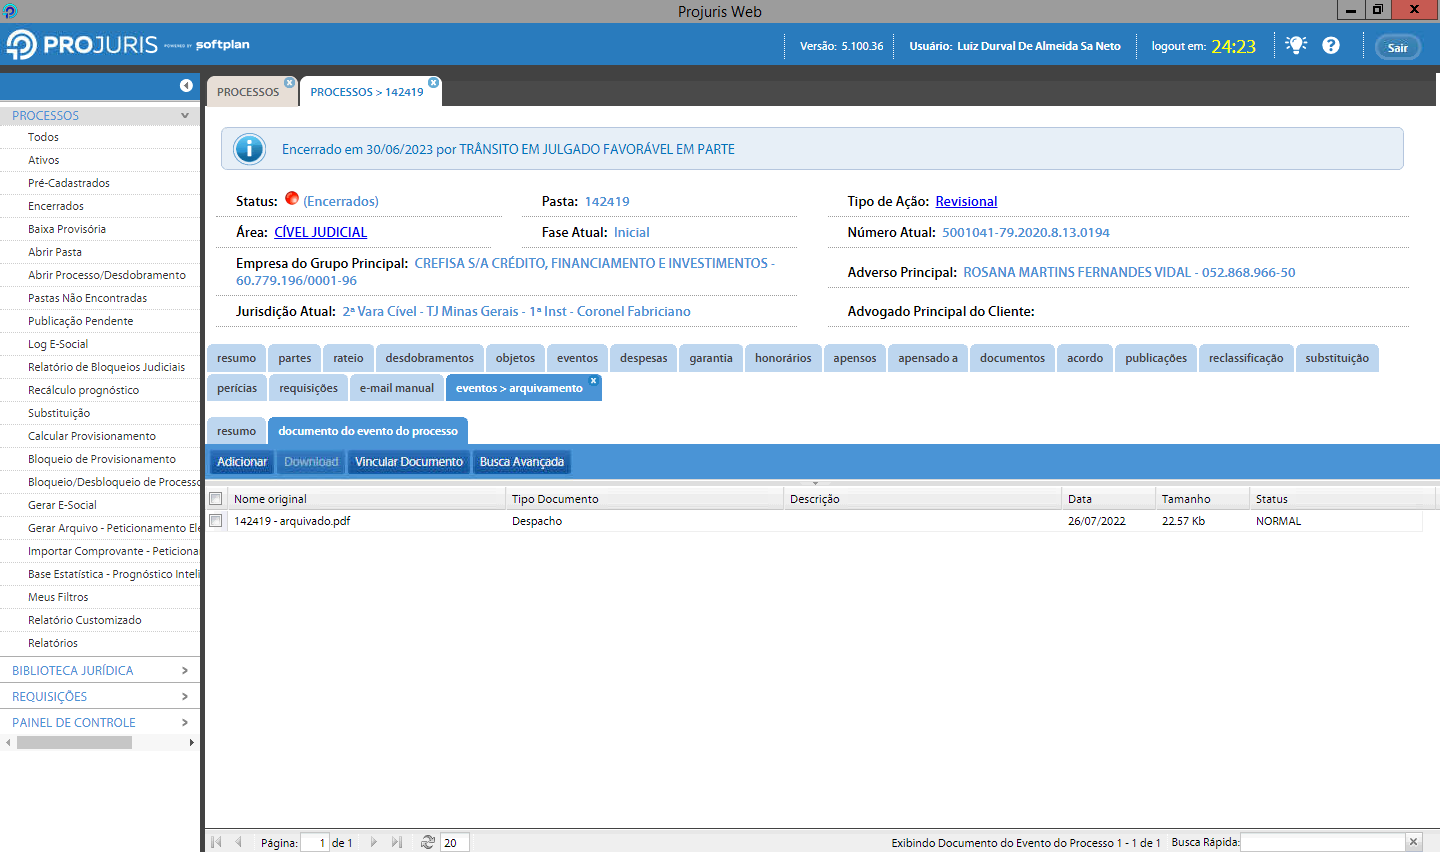 Projuris Web
PROJURIS POWERED BY softplan
Versão: 5.100.36
Usuário: Luiz Durval De Almeida Sa Neto
logout em: 24:23
Sair
PROCESSOS
PROCESSOS > 142419
PROCESSOS
Todos
Ativos
Pré-Cadastrados
Encerrados
Baixa Provisória
Abrir Pasta
Abrir Processo/Desdobramento
Pastas Não Encontradas
Publicação Pendente
Log E-Social
Relatório de Bloqueios Judiciais
Recálculo prognóstico
Substituição
Calcular Provisionamento
Bloqueio de Provisionamento
Bloqueio/Desbloqueio de Processo
Gerar E-Social
Gerar Arquivo - Peticionamento Ele
Importar Comprovante - Peticiona
Base Estatística - Prognóstico Inteli
Meus Filtros
Relatório Customizado
Relatórios
BIBLIOTECA JURÍDICA
REQUISIÇÕES
PAINEL DE CONTROLE
Encerrado em 30/06/2023 por TRÂNSITO EM JULGADO FAVORÁVEL EM PARTE
Status: (Encerrados)
Pasta: 142419
Tipo de Ação: Revisional
Área: CÍVEL JUDICIAL
Fase Atual: Inicial
Número Atual: 5001041-79.2020.8.13.0194
Empresa do Grupo Principal: CREFISA S/A CRÉDITO, FINANCIAMENTO E INVESTIMENTOS -
60.779.196/0001-96
Adverso Principal: ROSANA MARTINS FERNANDES VIDAL - 052.868.966-50
Jurisdição Atual: 2ª Vara Cível - TJ Minas Gerais - 1ª Inst - Coronel Fabriciano
Advogado Principal do Cliente:
resumo partes rateio desdobramentos objetos eventos despesas garantia honorários apensos apensado a documentos acordo publicações reclassificação substituição
perícias requisições e-mail manual eventos > arquivamento
resumo documento do evento do processo
Adicionar Download Vincular Documento Busca Avançada
Nome original Tipo Documento Descrição Data Tamanho Status
142419 - arquivado.pdf Despacho 26/07/2022 22.57 Kb NORMAL
Página: 1 de 1 20 Exibindo Documento do Evento do Processo 1 - 1 de 1 Busca Rápida: